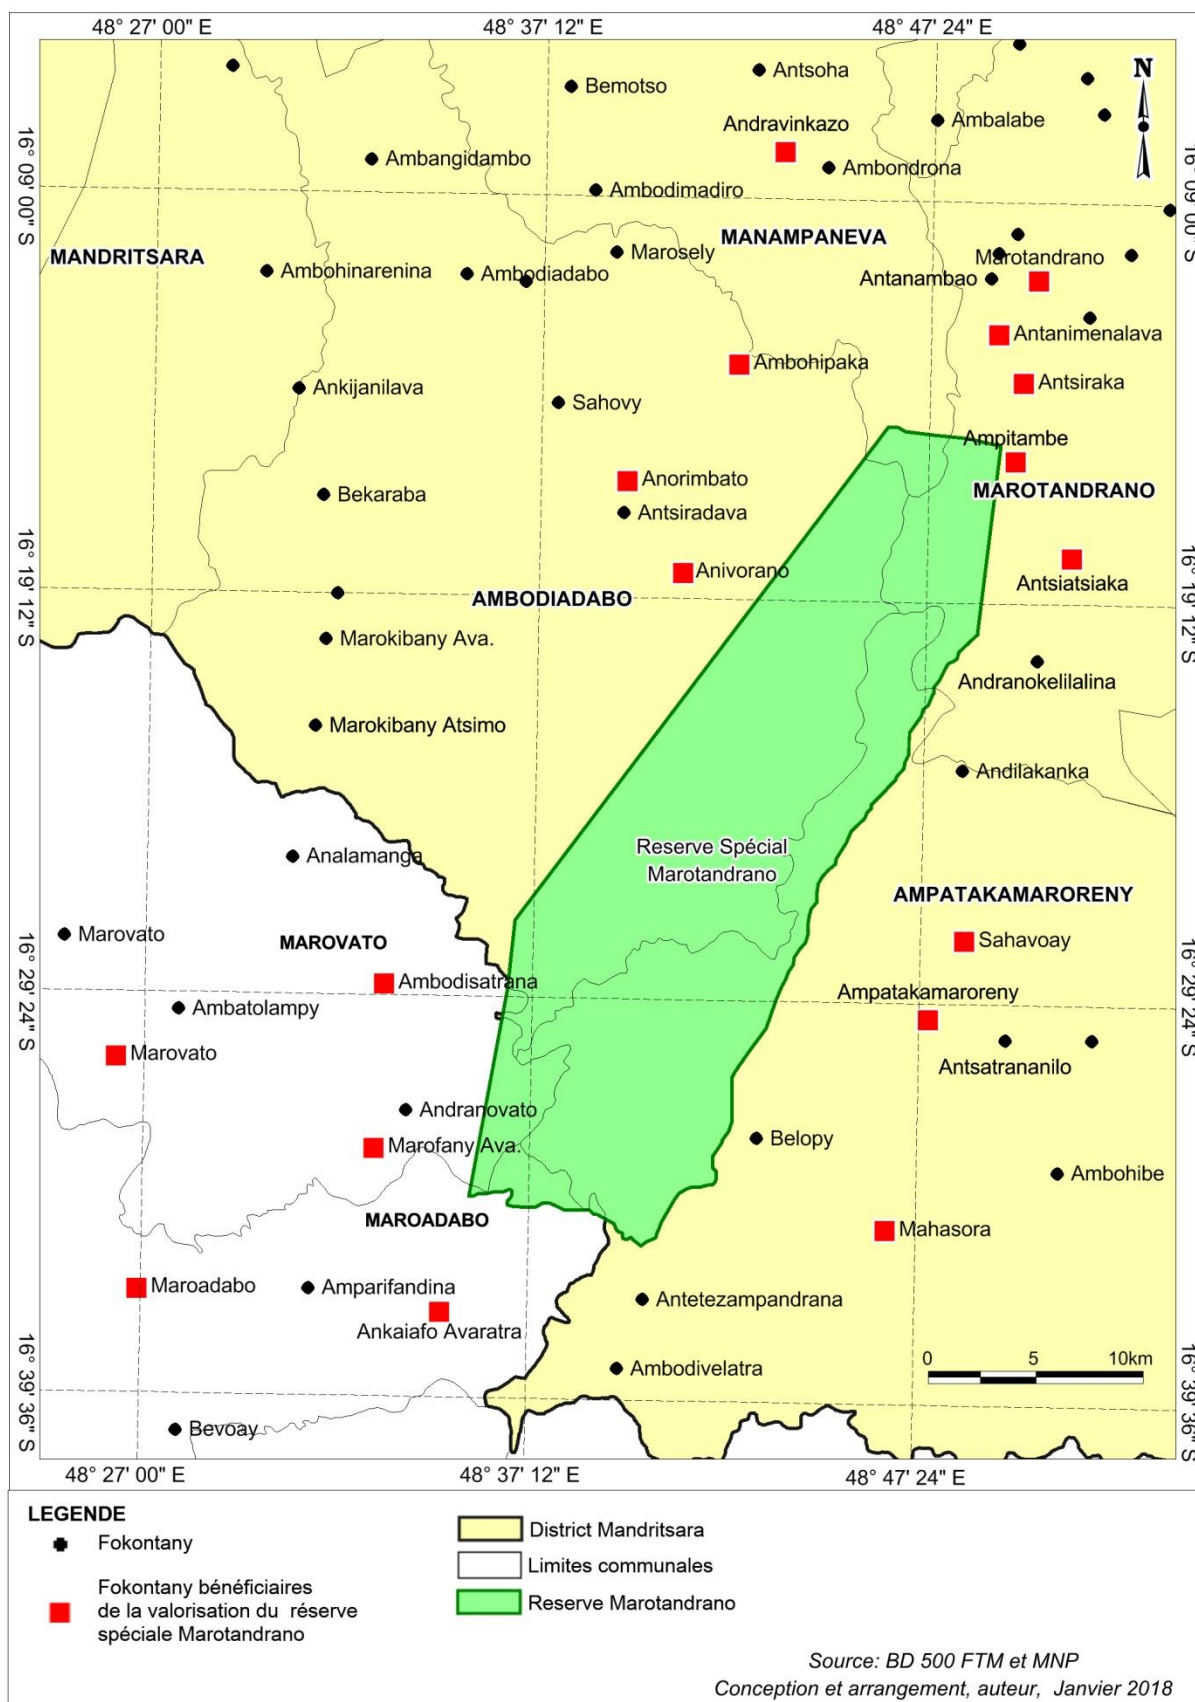 48° 27' 00" E
48° 37' 12" E
48° 47' 24" E
N
Antsoha
Bemotso
Andravinkazo
Ambalabe
16° 09' 00" S
16° 09' 00" S
Ambangidambo
Ambondrona
Ambodimadiro
MANAMPANEVA
MANDRITSARA
Marosely
Marotandrano
Ambohinarenina
Ambodiadabo
Antanambao
Antanimenalava
Ambohipaka
Antsiraka
Ankijanilava
Sahovy
Ampitambe
Anorimbato
MAROTANDRANO
Bekaraba
Antsiradava
16° 19' 12" S
16° 19' 12" S
Anivorano
Antsiatsiaka
AMBODIADABO
Marokibany Ava.
Andranokelilalina
Marokibany Atsimo
Andilakanka
Reserve Spécial
Marotandrano
Analamanga
AMPATAKAMARORENY
Marovato
MAROVATO
Sahavoay
16° 29' 24" S
16° 29' 24" S
Ambodisatrana
Ampatakamaroreny
Ambatolampy
Marovato
Antsatrananilo
Andranovato
Belopy
Marofany Ava.
Ambohibe
MAROADABO
Mahasora
Maroadabo
Amparifandina
Antetezampandrana
Ankaiafo Avaratra
0 5 10km
Ambodivelatra
16° 39' 36" S
16° 39' 36" S
Bevoay
48° 27' 00" E
48° 37' 12" E
48° 47' 24" E
LEGENDE
Fokontany
Fokontany bénéficiaires
de la valorisation du réserve
spéciale Marotandrano
District Mandritsara
Limites communales
Reserve Marotandrano
Source: BD 500 FTM et MNP
Conception et arrangement, auteur, Janvier 2018